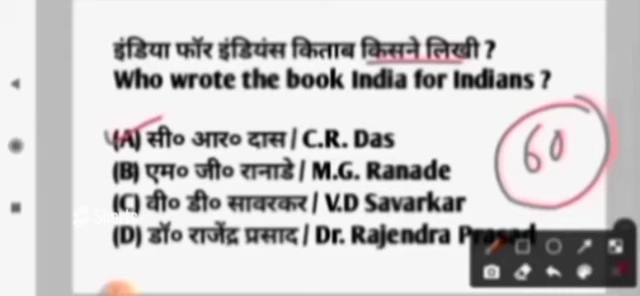 इंडिया फॉर इंडियंस किताब किसने लिखी ?
Who wrote the book India for Indians ?
60
(A) सी० आर० दास / C.R. Das
(B) एम० जी० रानाडे / M.G. Ranade
(C) वी० डी० सावरकर / V.D Savarkar
(D) डॉ० राजेंद्र प्रसाद / Dr. Rajendra Prasad